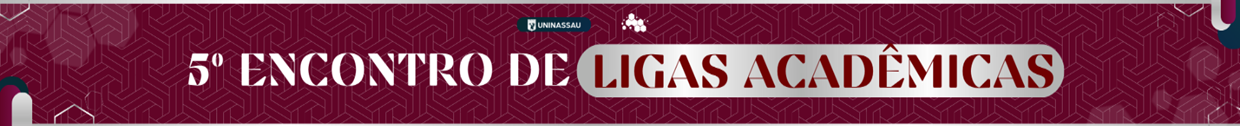 UNINASSAU
5º ENCONTRO DE LIGAS ACADÊMICAS